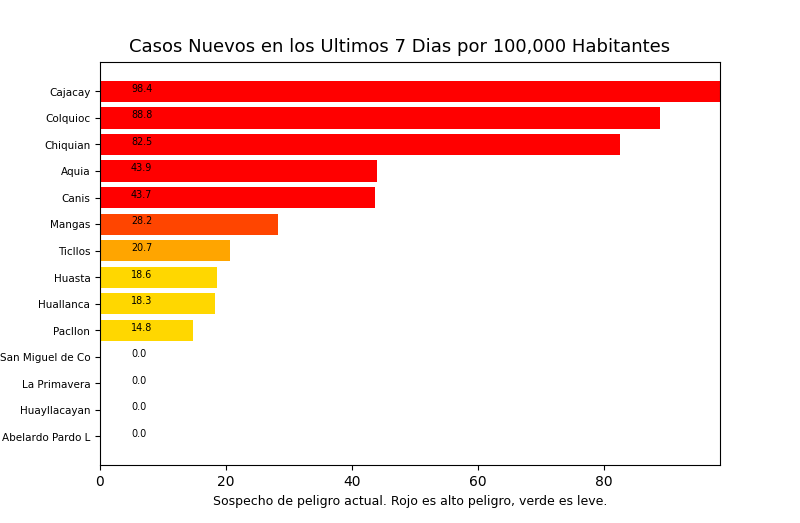 Casos Nuevos en los Ultimos 7 Dias por 100,000 Habitantes
Cajacay 98.4
Colquioc 88.8
Chiquian 82.5
Aquia 43.9
Canis 43.7
Mangas 28.2
Ticllos 20.7
Huasta 18.6
Huallanca 18.3
Pacllon 14.8
San Miguel de Co 0.0
La Primavera 0.0
Huayllacayan 0.0
Abelardo Pardo L 0.0
0 20 40 60 80
Sospecho de peligro actual. Rojo es alto peligro, verde es leve.